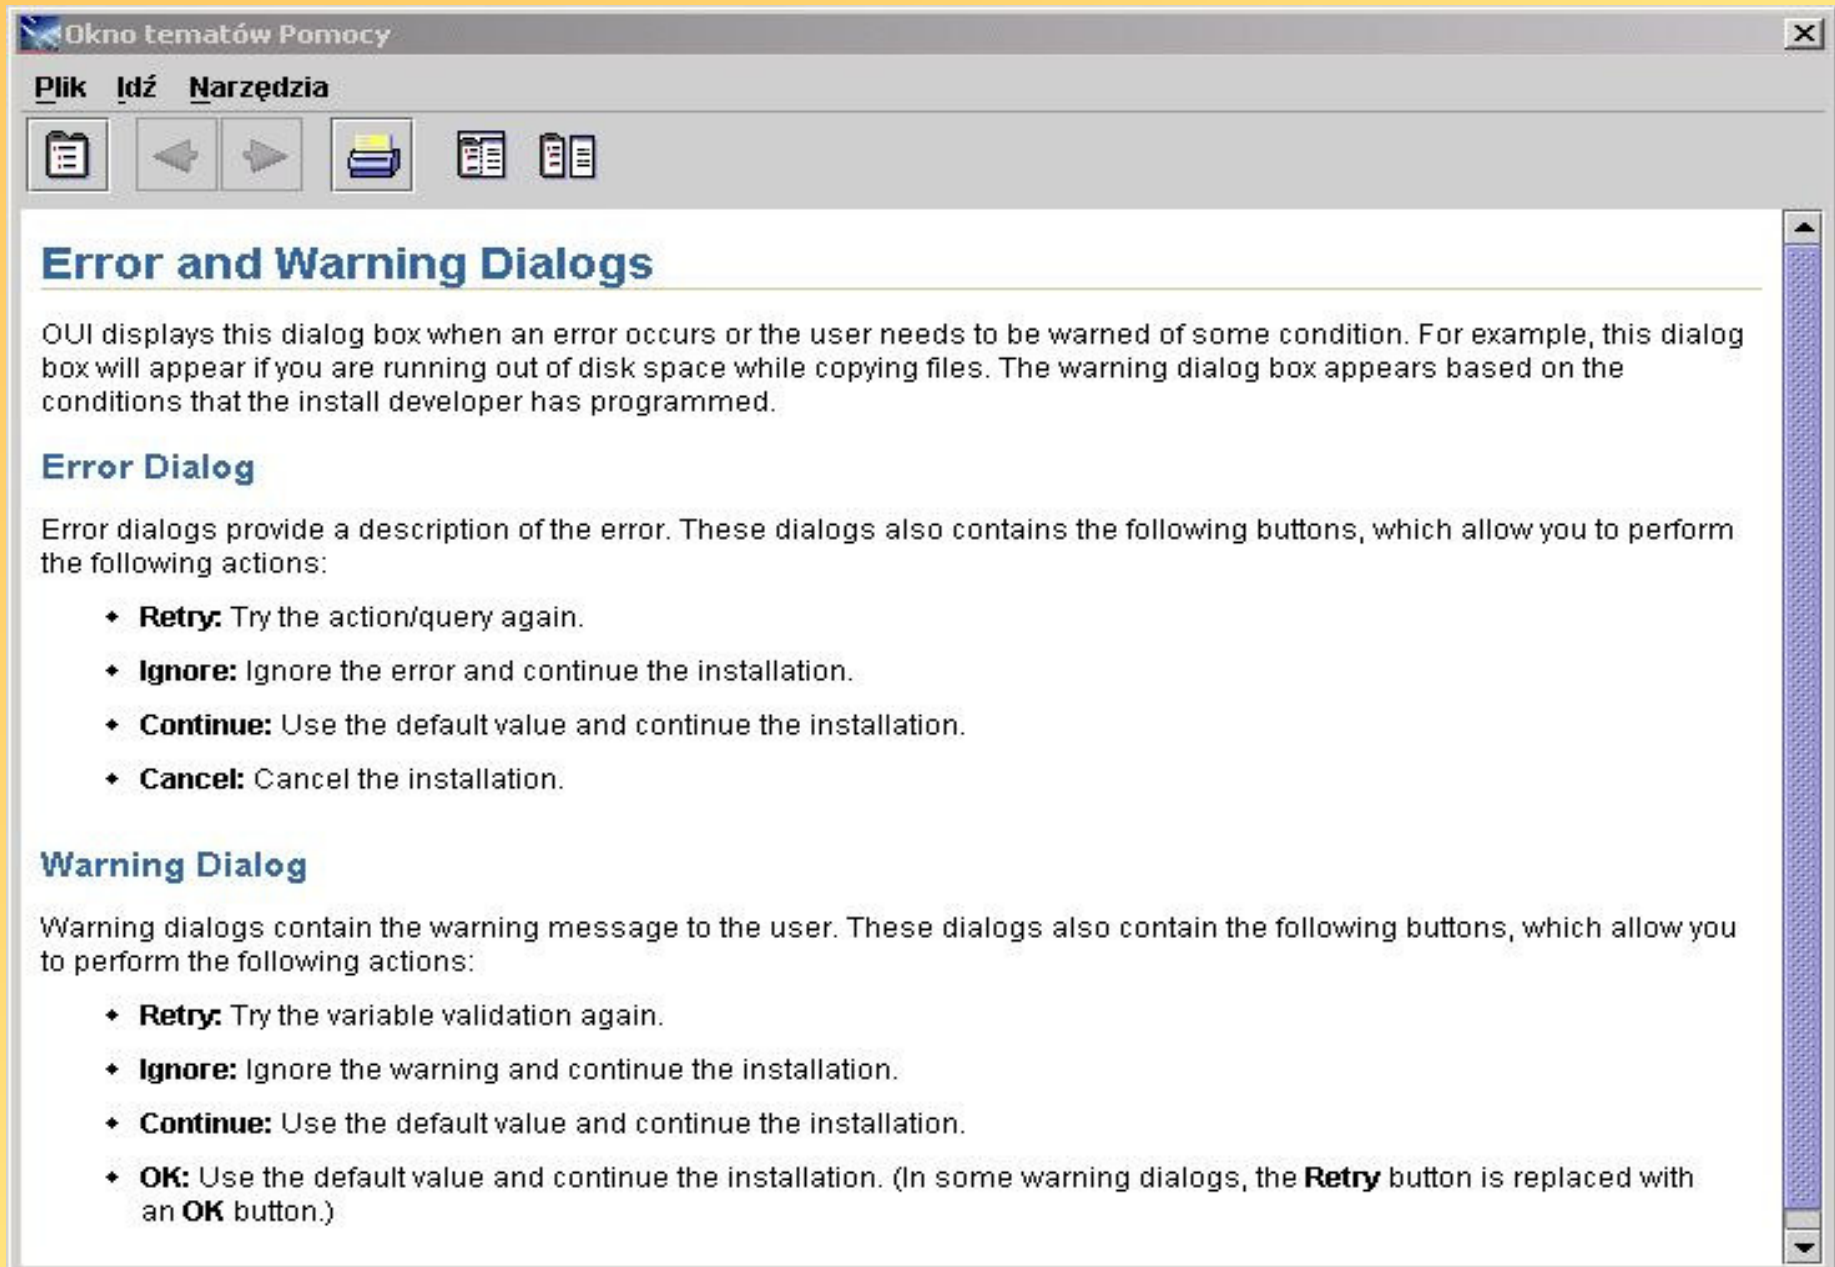 Okno tematów Pomocy
Plik Idź Narzędzia
Error and Warning Dialogs
OUI displays this dialog box when an error occurs or the user needs to be warned of some condition. For example, this dialog
box will appear if you are running out of disk space while copying files. The warning dialog box appears based on the
conditions that the install developer has programmed.
Error Dialog
Error dialogs provide a description of the error. These dialogs also contains the following buttons, which allow you to perform
the following actions:
Retry: Try the action/query again.
Ignore: Ignore the error and continue the installation.
Continue: Use the default value and continue the installation.
Cancel: Cancel the installation.
Warning Dialog
Warning dialogs contain the warning message to the user. These dialogs also contain the following buttons, which allow you
to perform the following actions:
Retry: Try the variable validation again.
Ignore: Ignore the warning and continue the installation.
Continue: Use the default value and continue the installation.
OK: Use the default value and continue the installation. (In some warning dialogs, the Retry button is replaced with
an OK button.)